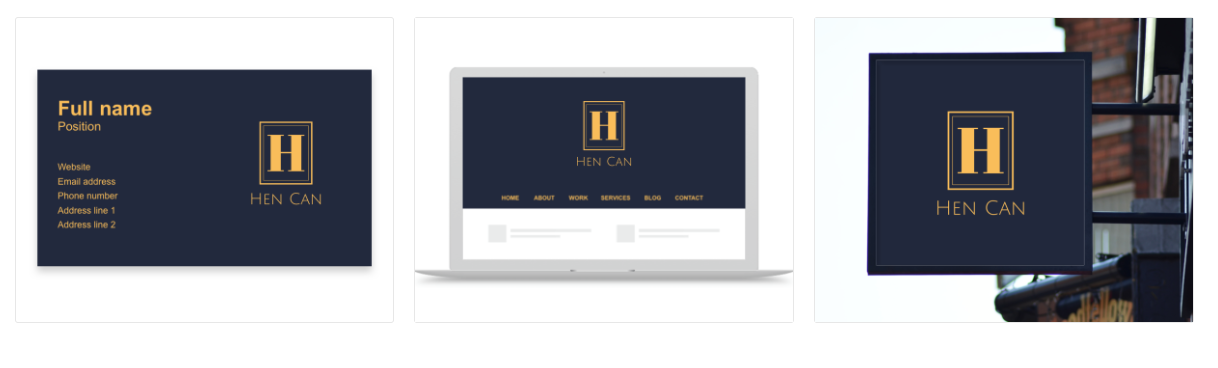 Full name
Position
Website
Email address
Phone number
Address line 1
Address line 2
H
HEN CAN
H
HEN CAN
HOME ABOUT WORK SERVICES BLOG CONTACT
H
HEN CAN